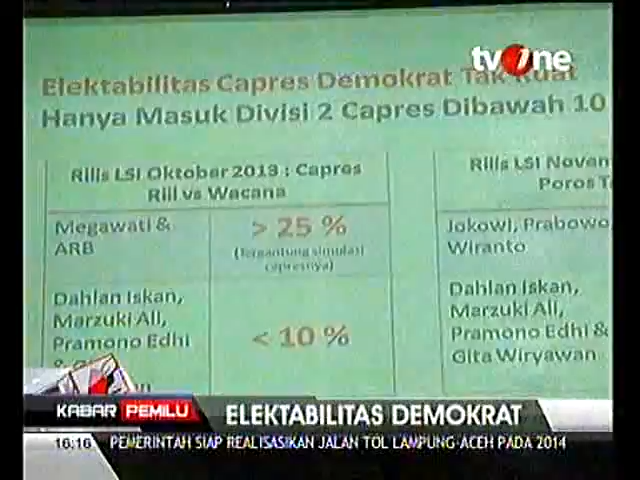 tvOne
Elektabilitas Capres Demokrat Tak Kuat
Hanya Masuk Divisi 2 Capres Dibawah 10
Rilis LSI Oktober 2013 : Capres
Riil vs Wacana
Megawati &
ARB
> 25 %
(Tergantung simulasi
capresnya)
Dahlan Iskan,
Marzuki Ali,
Pramono Edhi
&
< 10 %
Rilis LSI
Poros
Jokowi, Prabowo,
Wiranto
Dahlan Iskan,
Marzuki Ali,
Pramono Edhi &
Gita Wiryawan
KABAR PEMILU
ELEKTABILITAS DEMOKRAT
16:16 PEMERINTAH SIAP REALISASIKAN JALAN TOL LAMPUNG-ACEH PADA 2014